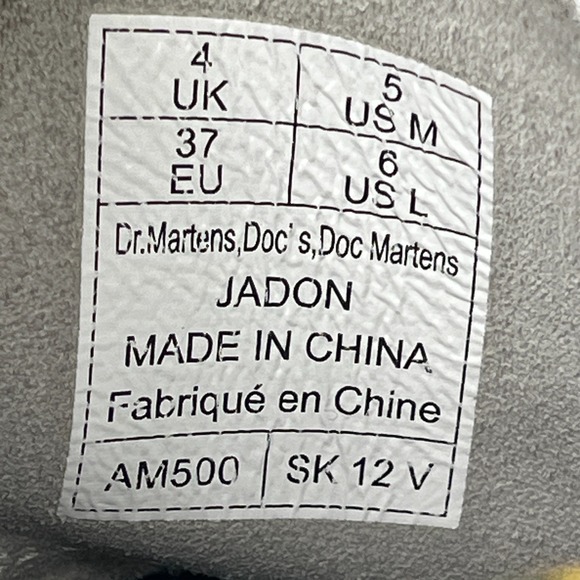 4
UK
5
US M
37
EU
6
US L
Dr.Martens,Doc's,Doc Martens
JADON
MADE IN CHINA
Fabriqué en Chine
AM500
SK 12 V